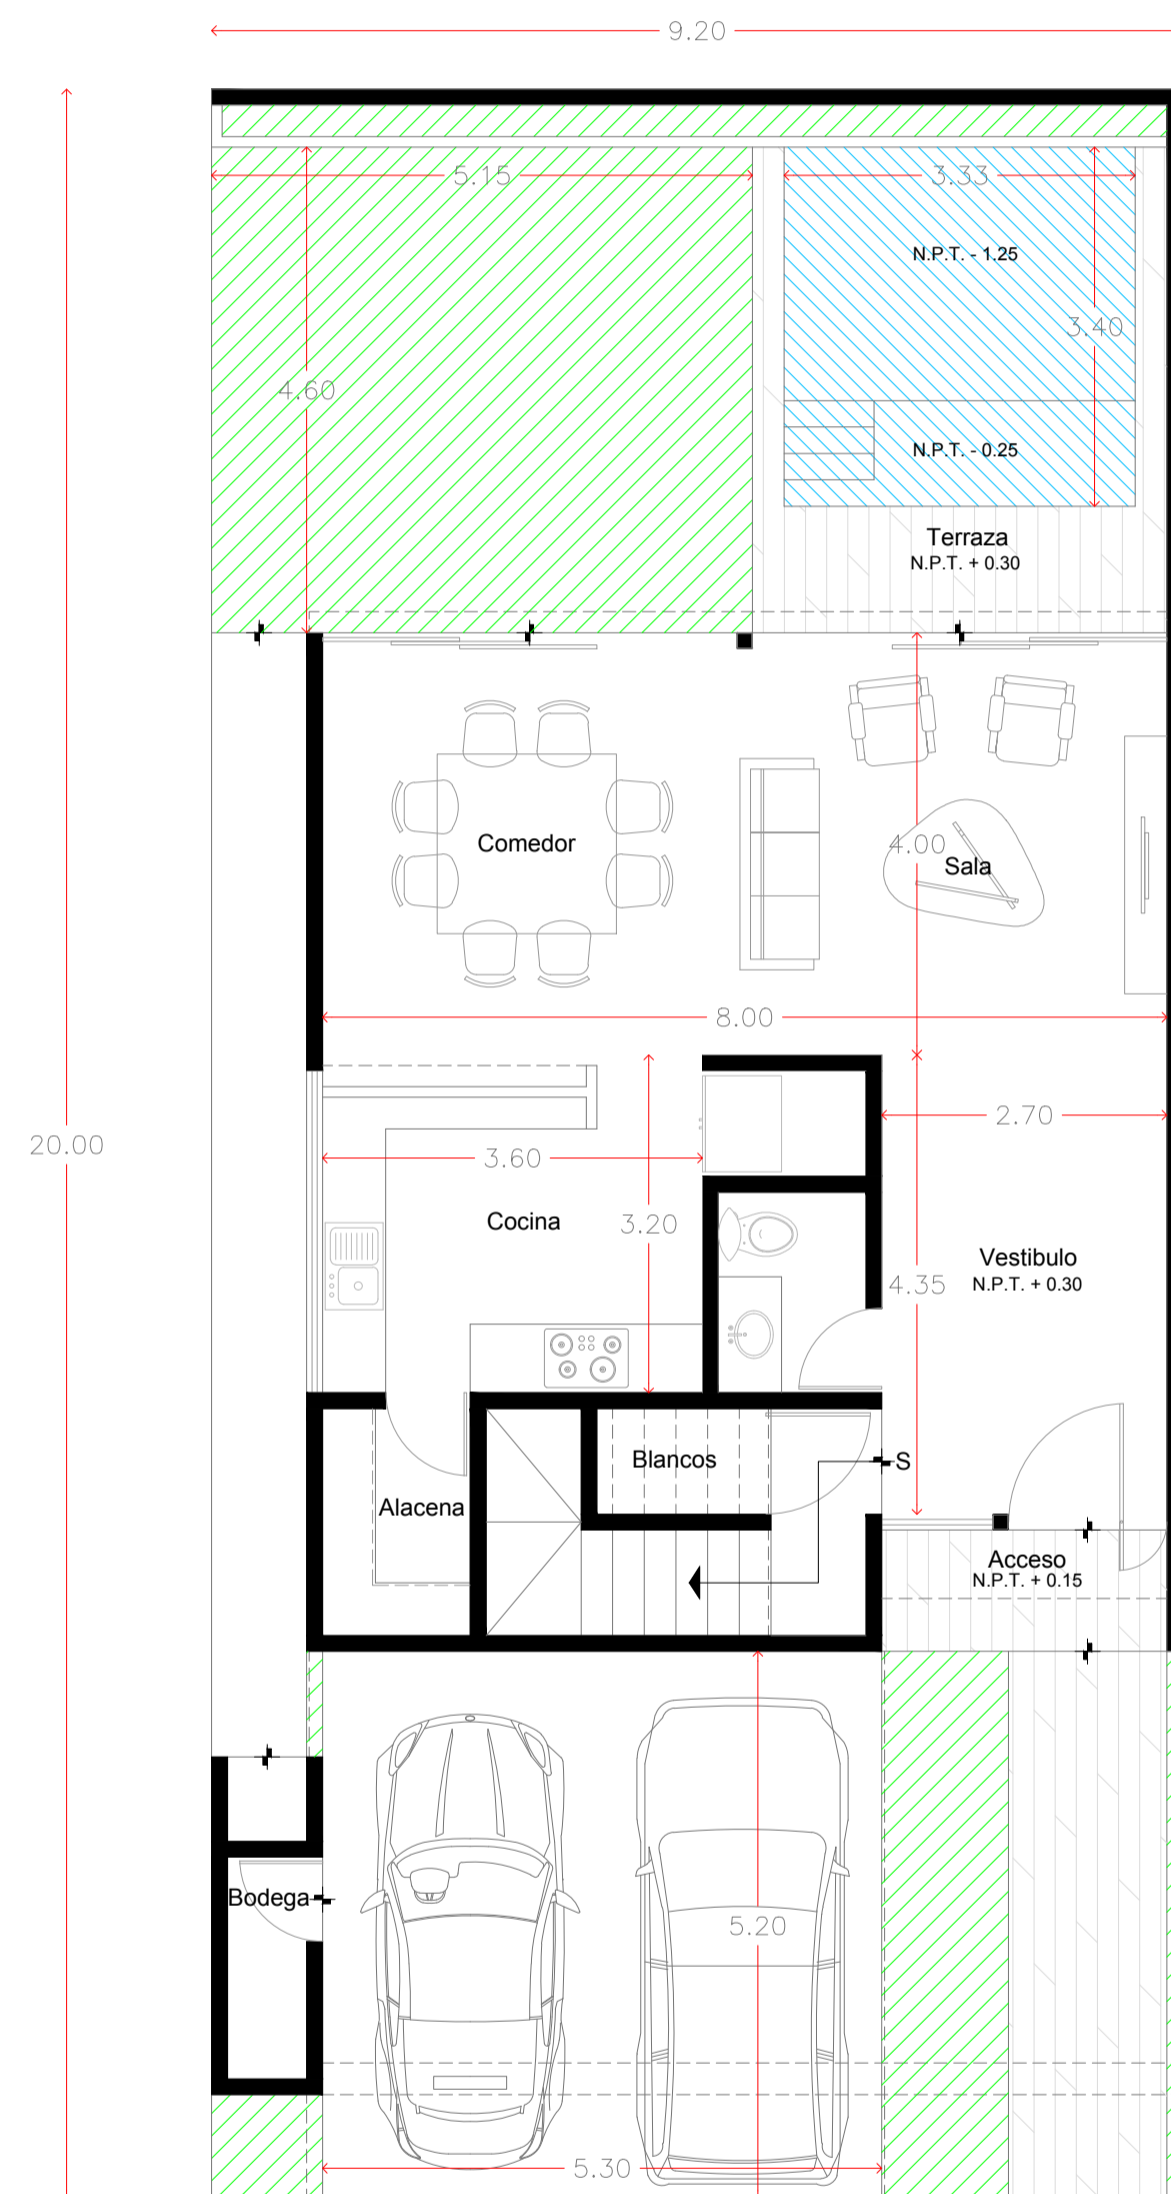 9.20
5.15
3.33
N.P.T. - 1.25
3.40
4.60
N.P.T. - 0.25
Terraza
N.P.T. + 0.30
Comedor
4.00
Sala
8.00
2.70
20.00
3.60
Cocina
3.20
Vestibulo
N.P.T. + 0.30
4.35
Blancos
S
Alacena
Acceso
N.P.T. + 0.15
Bodega
5.20
5.30